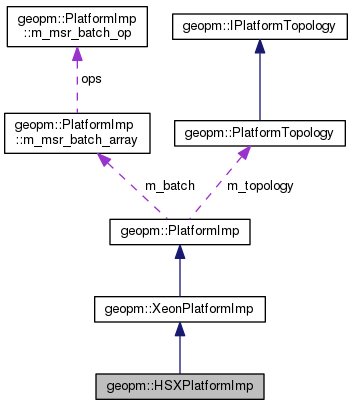 geopm::PlatformImp
::m_msr_batch_op
geopm::IPlatformTopology
ops
geopm::PlatformImp
::m_msr_batch_array
geopm::PlatformTopology
m_batch
m_topology
geopm::PlatformImp
geopm::XeonPlatformImp
geopm::HSXPlatformImp